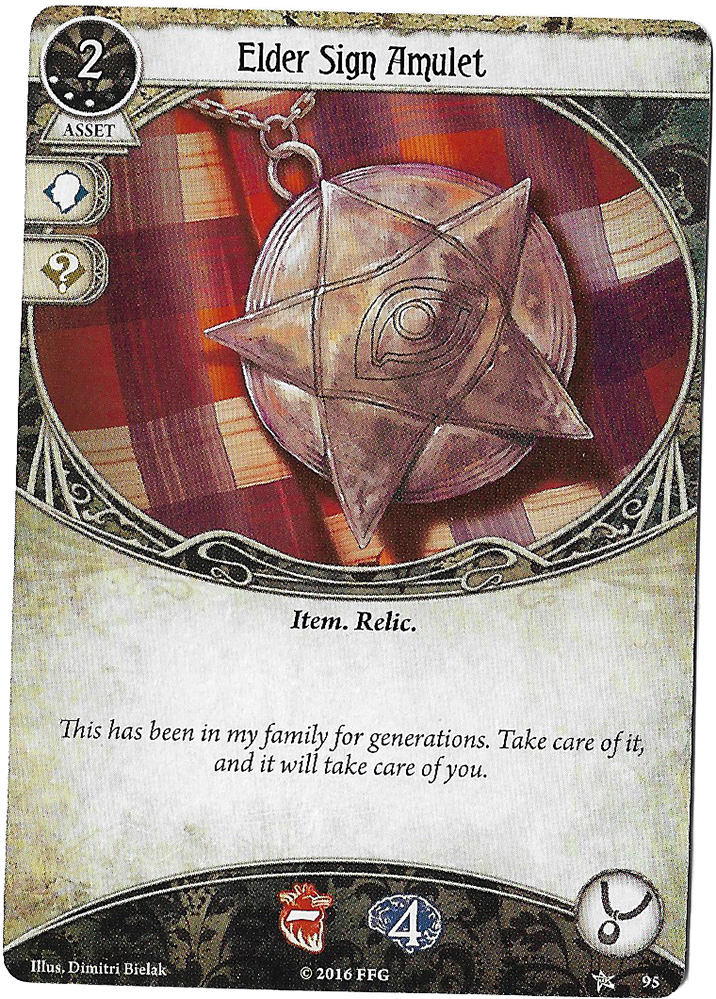 2
Elder Sign Amulet
ASSET
?
Item. Relic.
This has been in my family for generations. Take care of it,
and it will take care of you.
– 4
Illus. Dimitri Bielak
© 2016 FFG
95